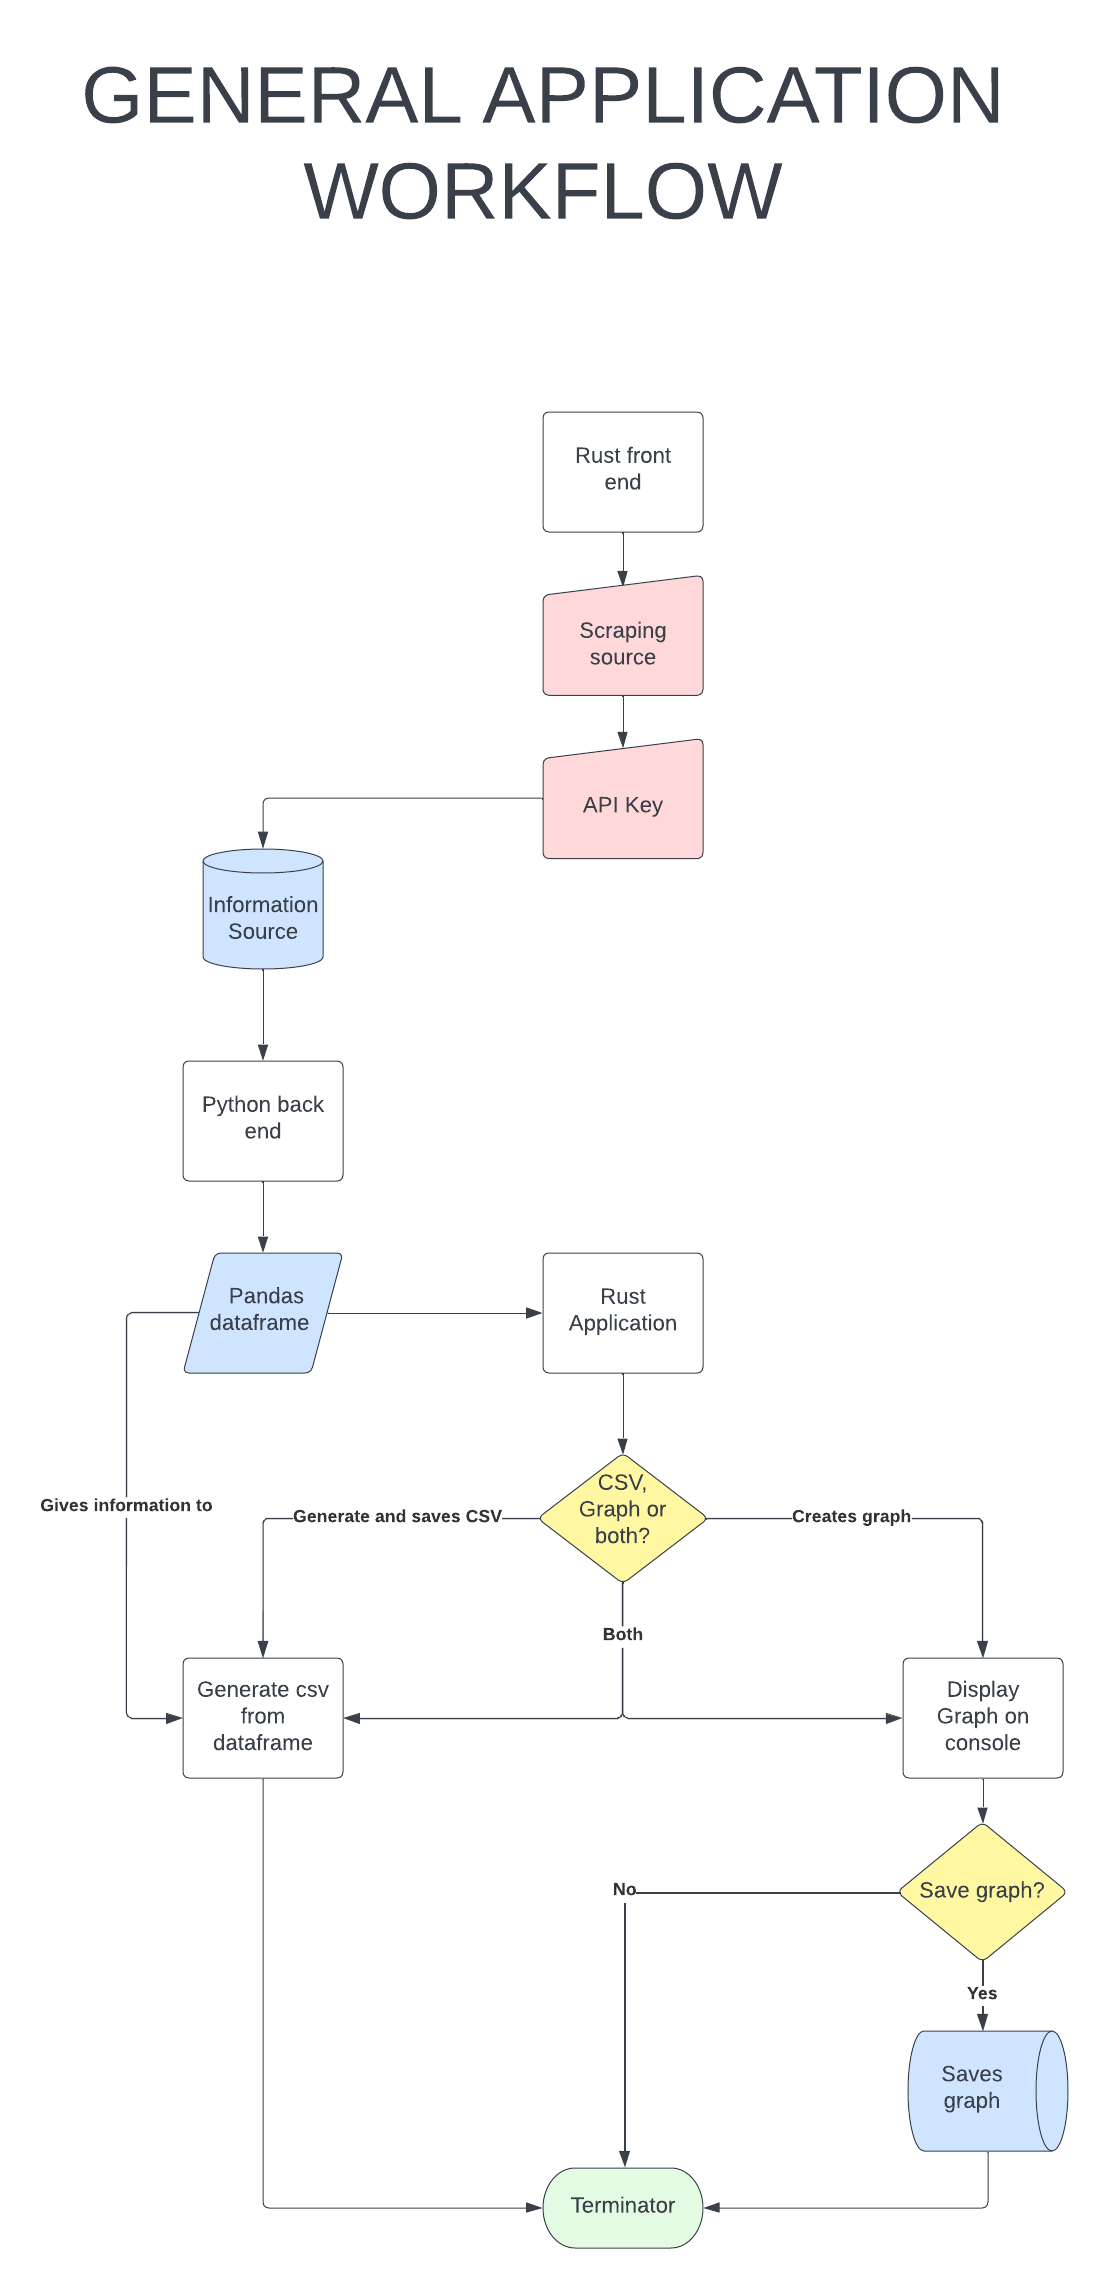 GENERAL APPLICATION
WORKFLOW
Rust front
end
Scraping
source
API Key
Information
Source
Python back
end
Pandas
dataframe
Rust
Application
CSV,
Graph or
both?
Gives information to
Generate and saves CSV
Creates graph
Both
Generate csv
from
dataframe
Display
Graph on
console
Save graph?
No
Yes
Saves
graph
Terminator